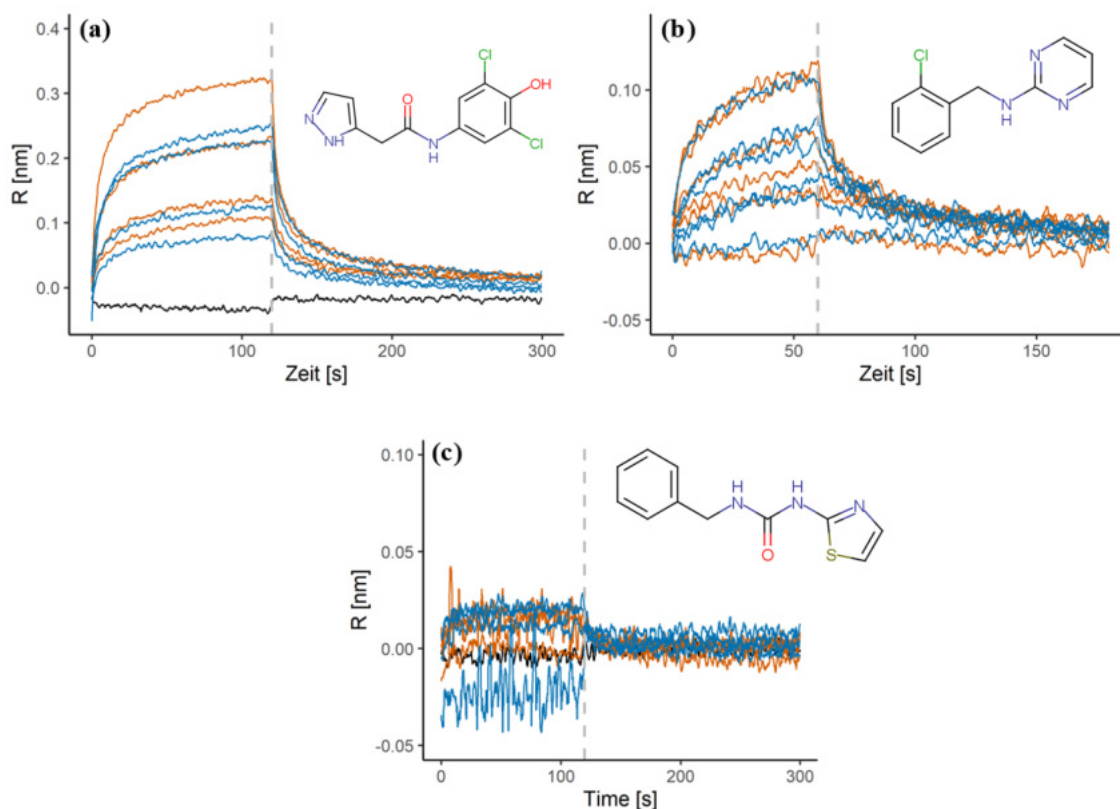 (a)
0.4
0.3
0.2
0.1
0.0
R [nm]
0
100
200
300
Zeit [s]
N
NH
O
N
H
Cl
OH
Cl
(b)
0.10
0.05
0.00
-0.05
R [nm]
0
50
100
150
Zeit [s]
Cl
N
H
N
N
(c)
0.10
0.05
0.00
-0.05
R [nm]
0
100
200
300
Time [s]
H
N
O
H
N
N
S